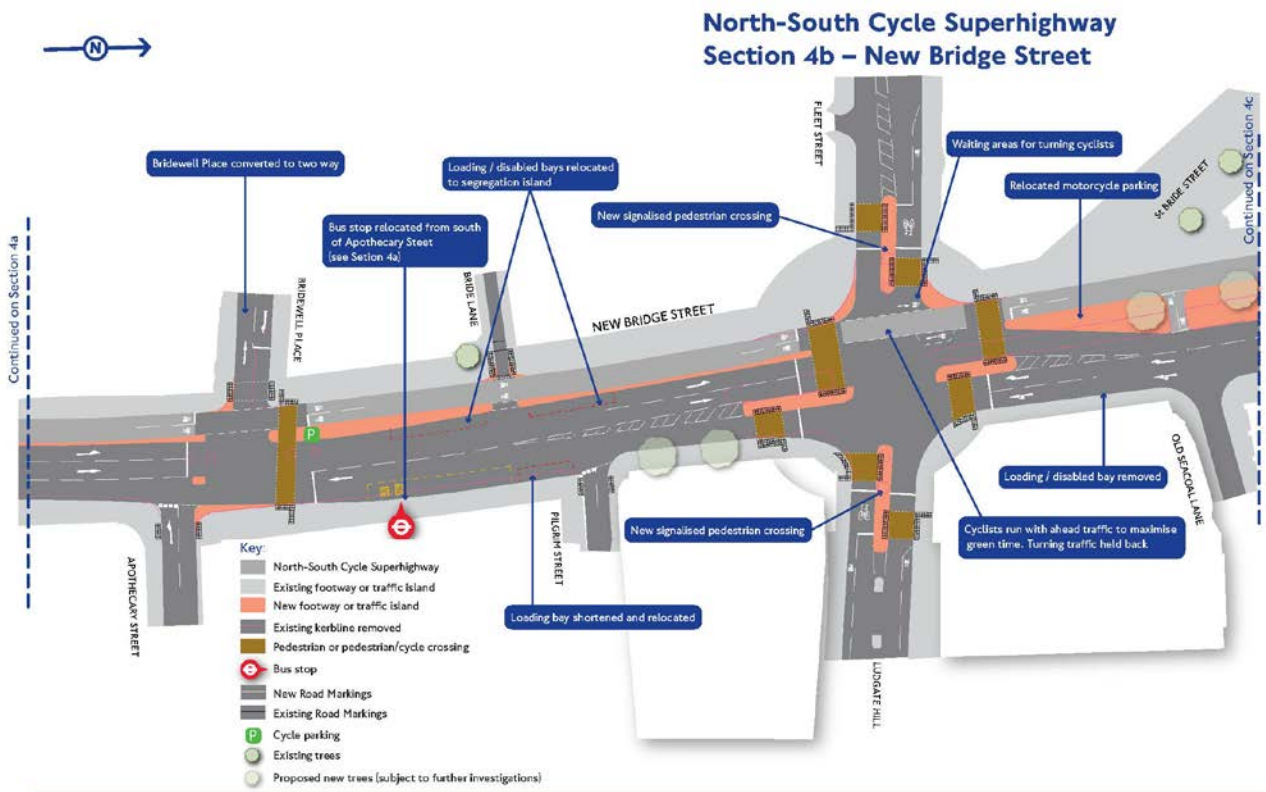 North-South Cycle Superhighway
Section 4b – New Bridge Street
N
Continued on Section 4a
Bridewell Place converted to two way
BRIDEWELL PLACE
Bus stop relocated from south
of Apothecary Steet
(see Setion 4a)
Loading / disabled bays relocated
to segregation island
BRIDE LANE
NEW BRIDGE STREET
New signalised pedestrian crossing
FLEET STREET
Waiting areas for turning cyclists
Relocated motorcycle parking
St BRIDE STREET
Continued on Section 4c
P
APOTHECARY STREET
PILGRIM STREET
Loading bay shortened and relocated
New signalised pedestrian crossing
LUDGATE HILL
Loading / disabled bay removed
OLD SEACOAL LANE
Cyclists run with ahead traffic to maximise
green time. Turning traffic held back
Key:
North-South Cycle Superhighway
Existing footway or traffic island
New footway or traffic island
Existing kerbline removed
Pedestrian or pedestrian/cycle crossing
Bus stop
New Road Markings
Existing Road Markings
P
Cycle parking
Existing trees
Proposed new trees (subject to further investigations)